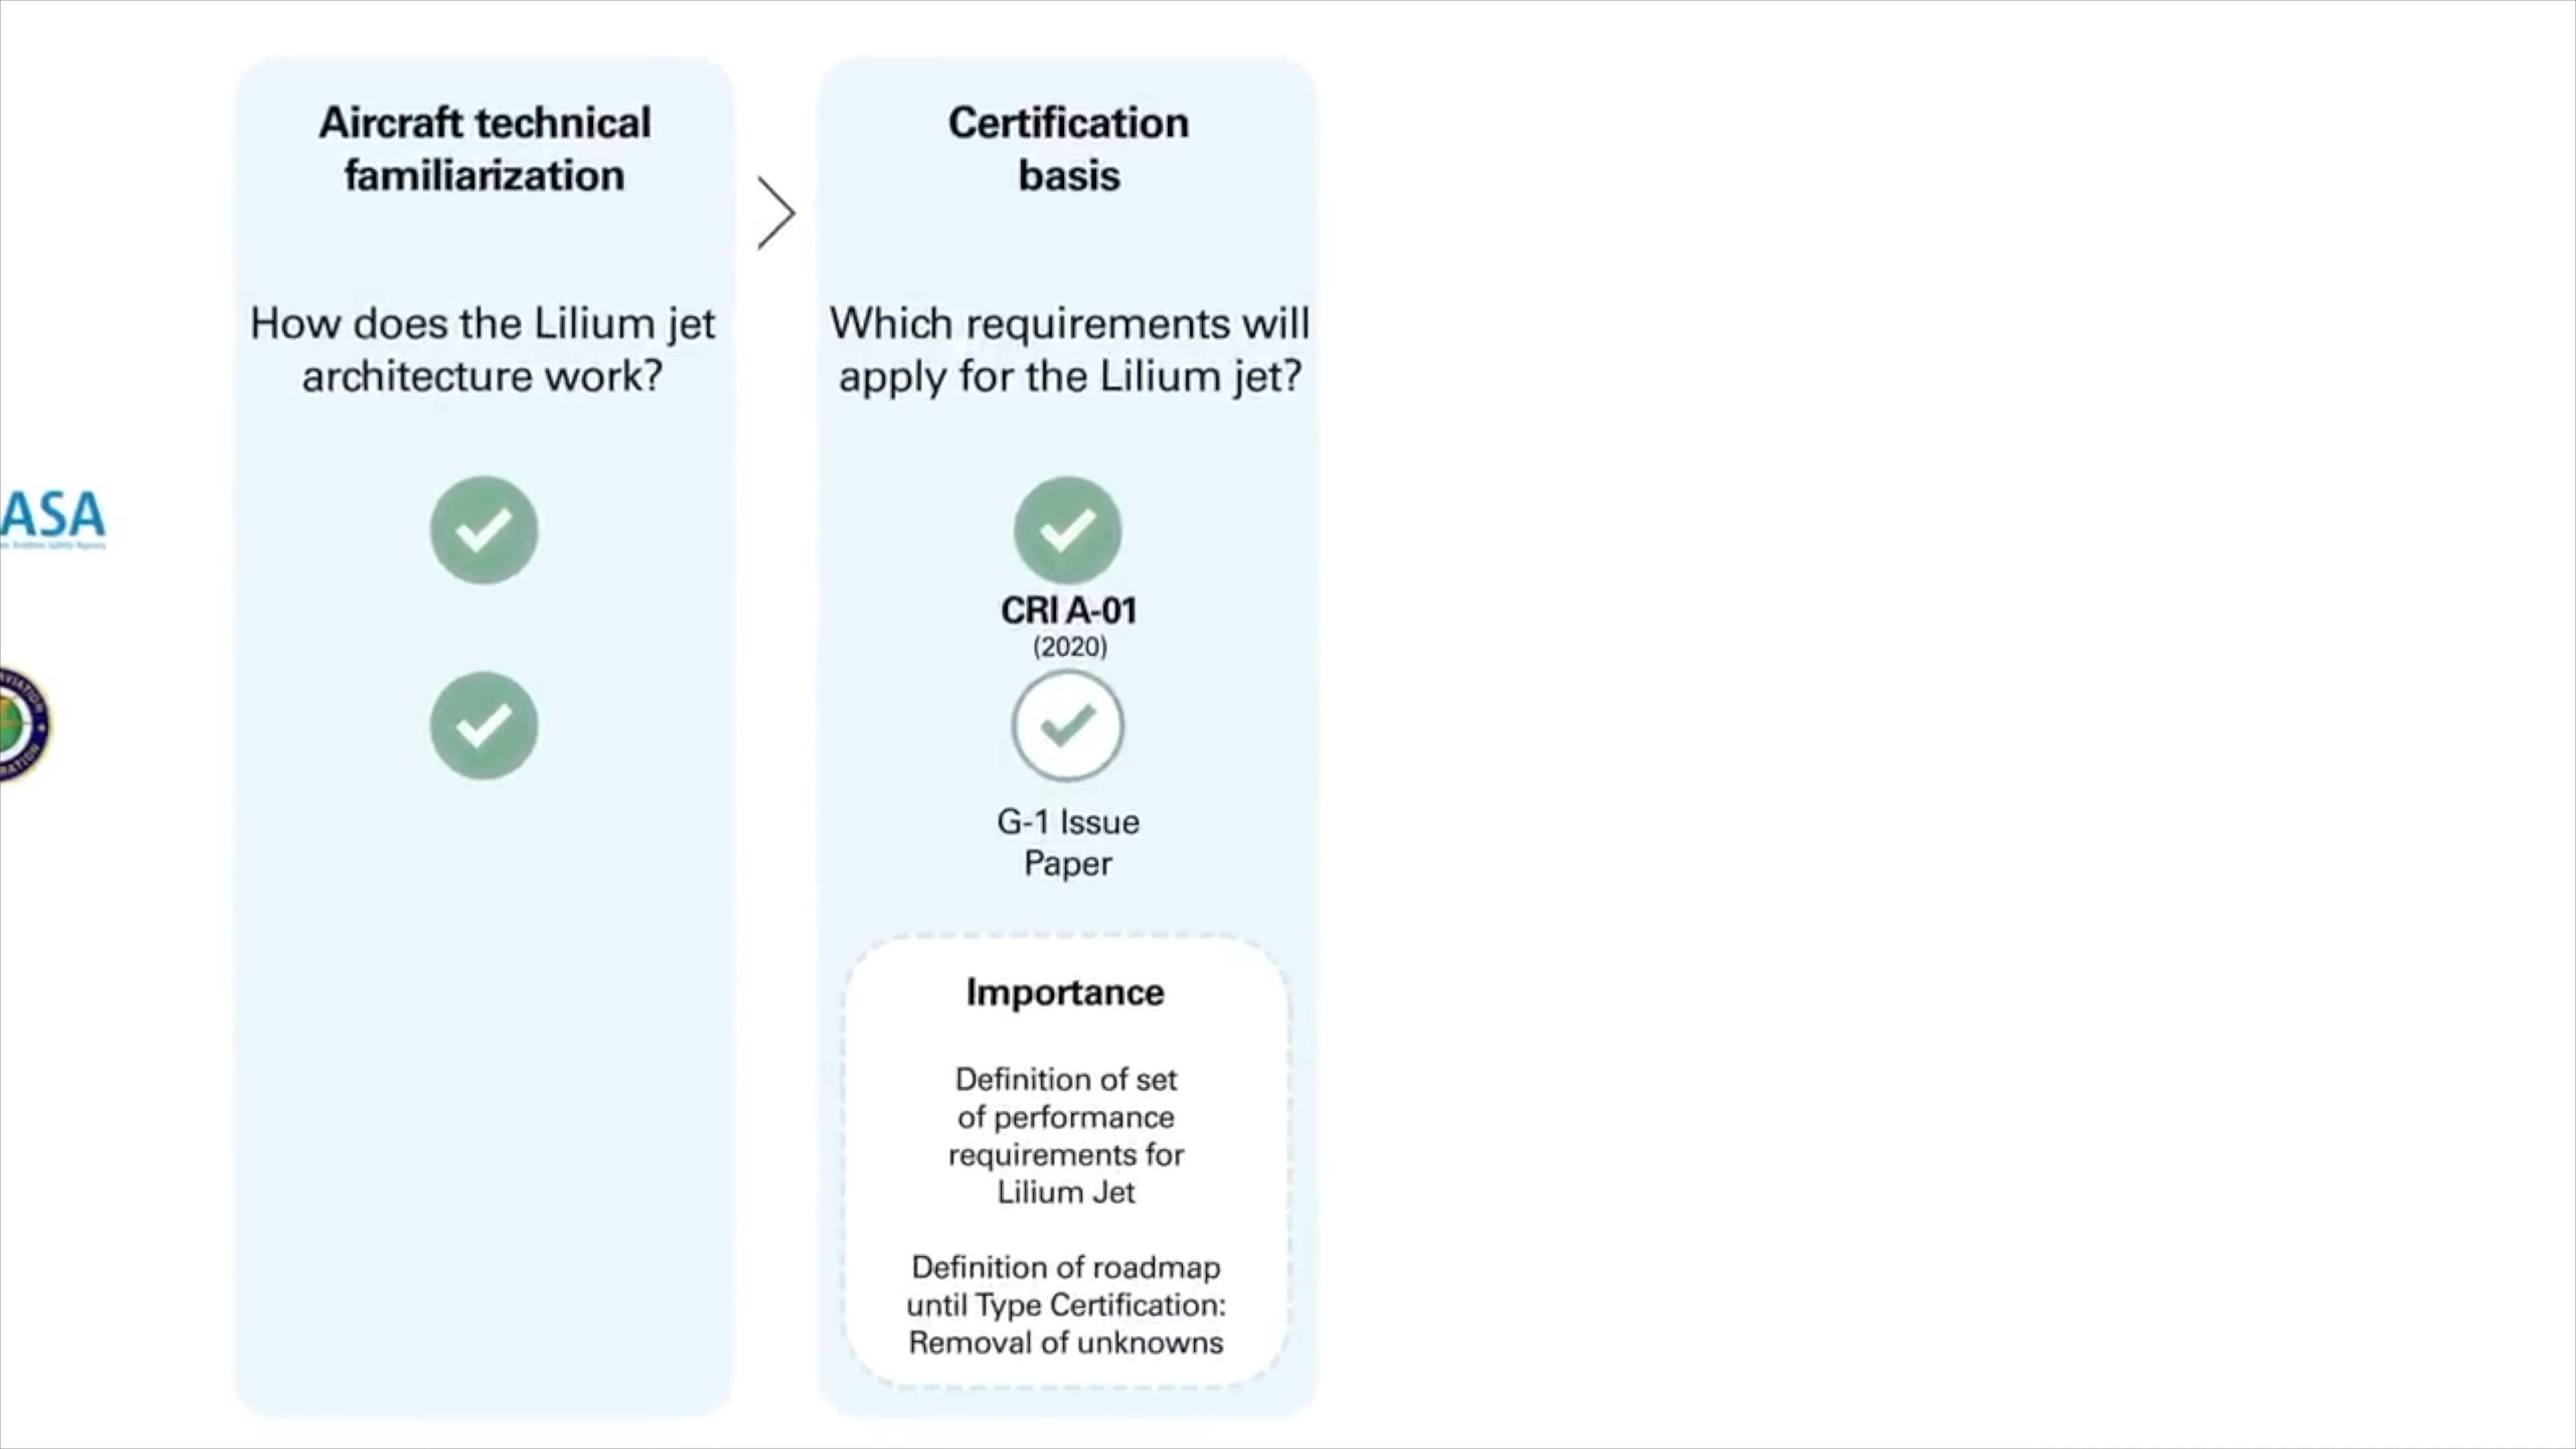 Aircraft technical
familiarization
How does the Lilium jet
architecture work?
Certification
basis
Which requirements will
apply for the Lilium jet?
ASA
CRI A-01
(2020)
AVIATION
G-1 Issue
Paper
Importance
Definition of set
of performance
requirements for
Lilium Jet
Definition of roadmap
until Type Certification:
Removal of unknowns